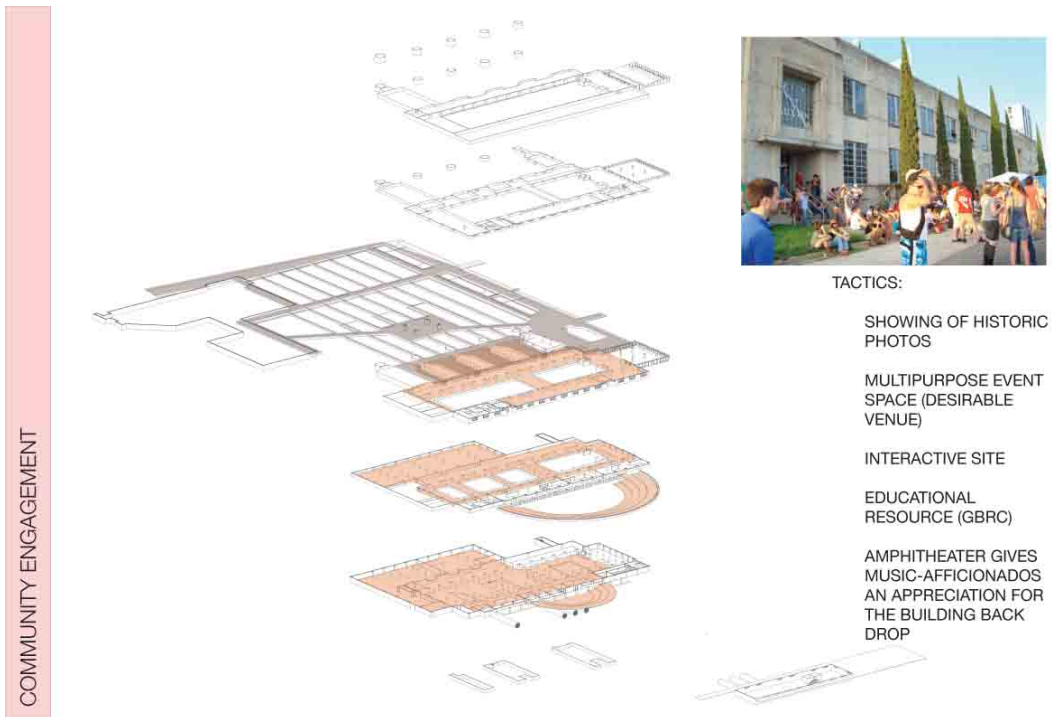 COMMUNITY ENGAGEMENT
TACTICS:
SHOWING OF HISTORIC
PHOTOS
MULTIPURPOSE EVENT
SPACE (DESIRABLE
VENUE)
INTERACTIVE SITE
EDUCATIONAL
RESOURCE (GBRC)
AMPHITHEATER GIVES
MUSIC-AFFICIONADOS
AN APPRECIATION FOR
THE BUILDING BACK
DROP